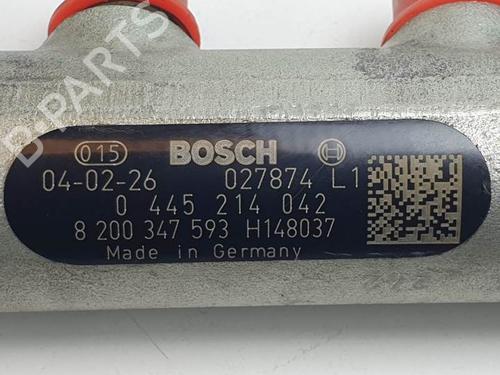 B-PARTS
015 BOSCH
04-02-26 027874 L1
0 445 214 042
8 200 347 593 H148037
Made in Germany